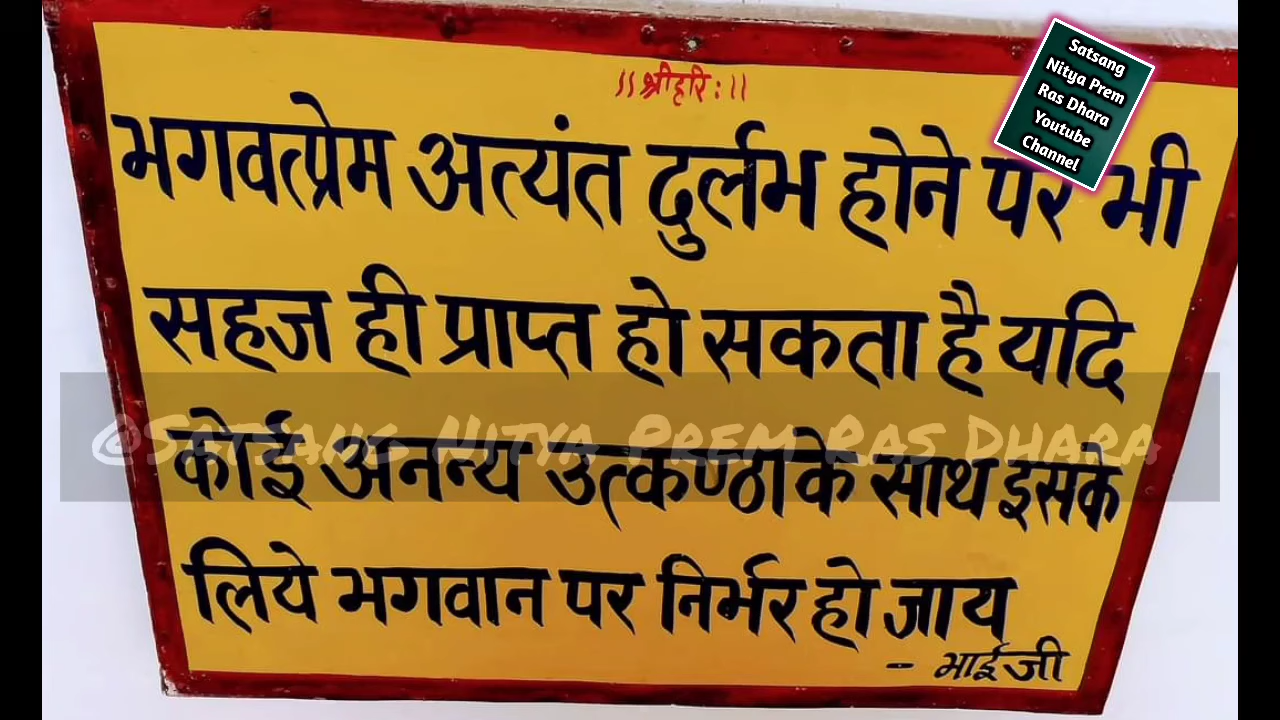 ।।श्रीहरि:।।
भगवत्प्रेम अत्यंत दुर्लभ होने पर भी
सहज ही प्राप्त हो सकता है यदि
कोई अनन्य उत्कण्ठा के साथ इसके
लिये भगवान पर निर्भर हो जाय
- भाईजी
Satsang
Nitya Prem
Ras Dhara
Youtube
Channel
@Satsang Nitya Prem Ras Dhara